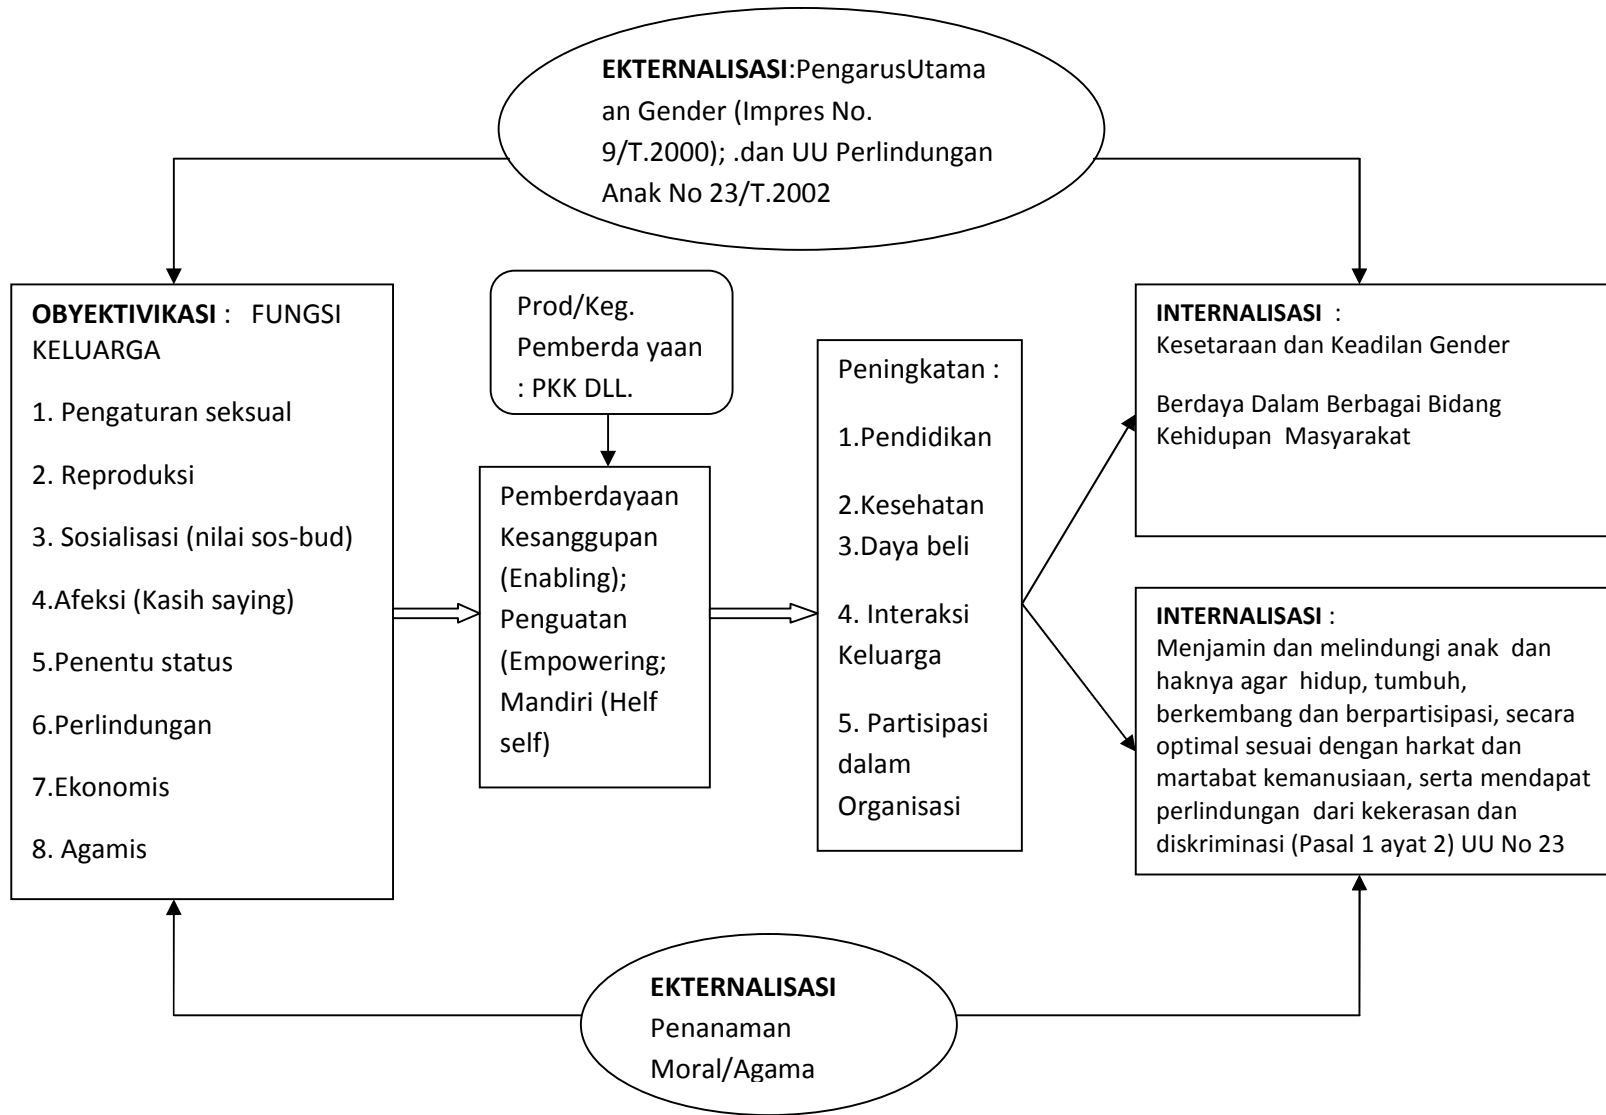 EKTERNALISASI:PengarusUtama
an Gender (Impres No.
9/T.2000); .dan UU Perlindungan
Anak No 23/T.2002
OBYEKTIVIKASI : FUNGSI
KELUARGA
1. Pengaturan seksual
2. Reproduksi
3. Sosialisasi (nilai sos-bud)
4.Afeksi (Kasih saying)
5.Penentu status
6.Perlindungan
7.Ekonomis
8. Agamis
Prod/Keg.
Pemberda yaan
: PKK DLL.
Pemberdayaan
Kesanggupan
(Enabling);
Penguatan
(Empowering;
Mandiri (Helf
self)
Peningkatan :
1.Pendidikan
2.Kesehatan
3.Daya beli
4. Interaksi
Keluarga
5. Partisipasi
dalam
Organisasi
INTERNALISASI :
Kesetaraan dan Keadilan Gender
Berdaya Dalam Berbagai Bidang
Kehidupan Masyarakat
INTERNALISASI :
Menjamin dan melindungi anak dan
haknya agar hidup, tumbuh,
berkembang dan berpartisipasi, secara
optimal sesuai dengan harkat dan
martabat kemanusiaan, serta mendapat
perlindungan dari kekerasan dan
diskriminasi (Pasal 1 ayat 2) UU No 23
EKTERNALISASI
Penanaman
Moral/Agama